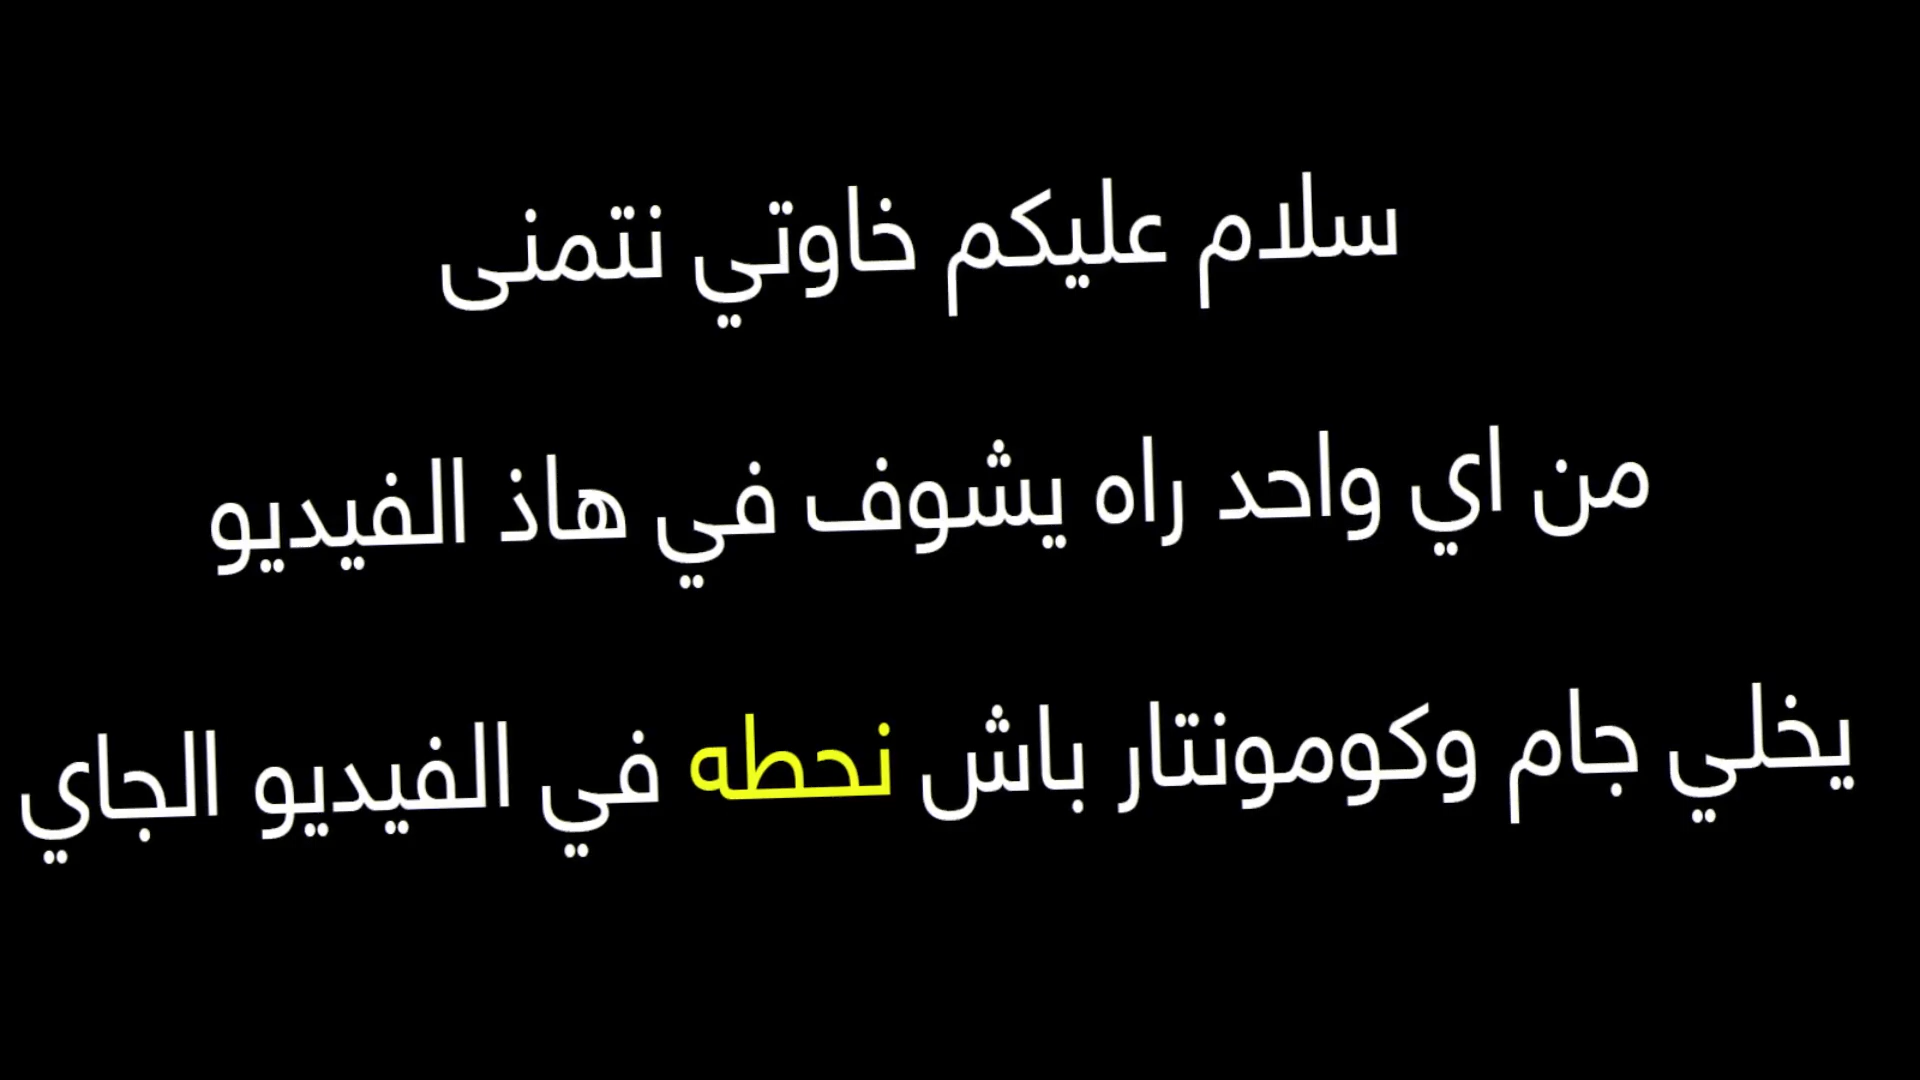 سلام عليكم خاوتي نتمنى
من اي واحد راه يشوف في هاذ الفيديو
يخلي جام وكومونتار باش نحطه في الفيديو الجاي